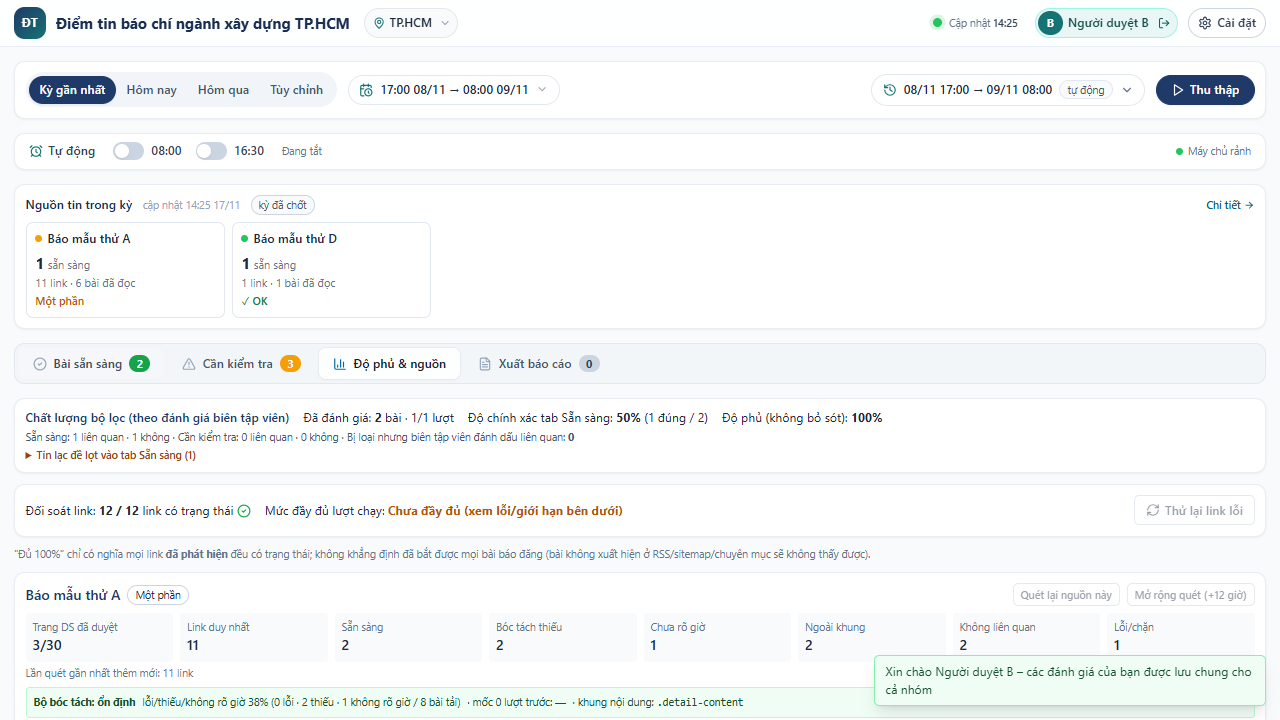 ĐT Điểm tin báo chí ngành xây dựng TP.HCM TP.HCM Cập nhật 14:25 B Người duyệt B Cài đặt
Kỳ gần nhất Hôm nay Hôm qua Tùy chỉnh 17:00 08/11 → 08:00 09/11 08/11 17:00 → 09/11 08:00 tự động Thu thập
Tự động 08:00 16:30 Đang tắt Máy chủ rảnh
Nguồn tin trong kỳ cập nhật 14:25 17/11 kỳ đã chốt Chi tiết →
Báo mẫu thử A Báo mẫu thử D
1 sẵn sàng 1 sẵn sàng
11 link · 6 bài đã đọc 1 link · 1 bài đã đọc
Một phần ✓ OK
Bài sẵn sàng 2 Cần kiểm tra 3 Độ phủ & nguồn Xuất báo cáo 0
Chất lượng bộ lọc (theo đánh giá biên tập viên) Đã đánh giá: 2 bài · 1/1 lượt Độ chính xác tab Sẵn sàng: 50% (1 đúng / 2) Độ phủ (không bỏ sót): 100%
Sẵn sàng: 1 liên quan · 1 không · Cần kiểm tra: 0 liên quan · 0 không · Bị loại nhưng biên tập viên đánh dấu liên quan: 0
▶ Tin lạc đề lọt vào tab Sẵn sàng (1)
Đối soát link: 12 / 12 link có trạng thái Mức đầy đủ lượt chạy: Chưa đầy đủ (xem lỗi/giới hạn bên dưới) Thử lại link lỗi
"Đủ 100%" chỉ có nghĩa mọi link đã phát hiện đều có trạng thái; không khẳng định đã bắt được mọi bài báo đăng (bài không xuất hiện ở RSS/sitemap/chuyên mục sẽ không thấy được).
Báo mẫu thử A Một phần Quét lại nguồn này Mở rộng quét (+12 giờ)
Trang DS đã duyệt Link duy nhất Sẵn sàng Bóc tách thiếu Chưa rõ giờ Ngoài khung Không liên quan Lỗi/chặn
3/30 11 2 2 1 2 2 1
Lần quét gần nhất thêm mới: 11 link
Bộ bóc tách: ổn định lỗi/thiếu/không rõ giờ 38% (0 lỗi · 2 thiếu · 1 không rõ giờ / 8 bài tải) · mốc 0 lượt trước: — · khung nội dung: .detail-content
Xin chào Người duyệt B – các đánh giá của bạn được lưu chung cho
cả nhóm